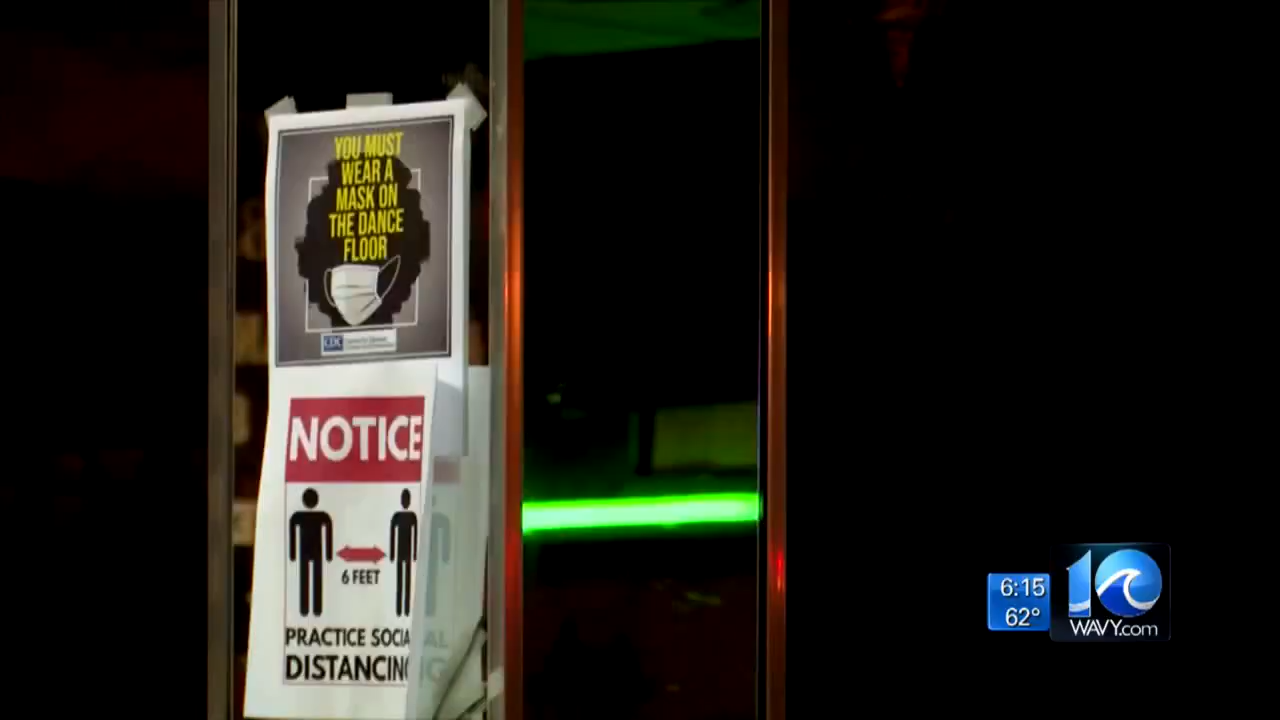 YOU MUST
WEAR A
MASK ON
THE DANCE
FLOOR
CDC
NOTICE
6 FEET
PRACTICE SOCIAL
DISTANCING
6:15
62°
10
WAVY.com